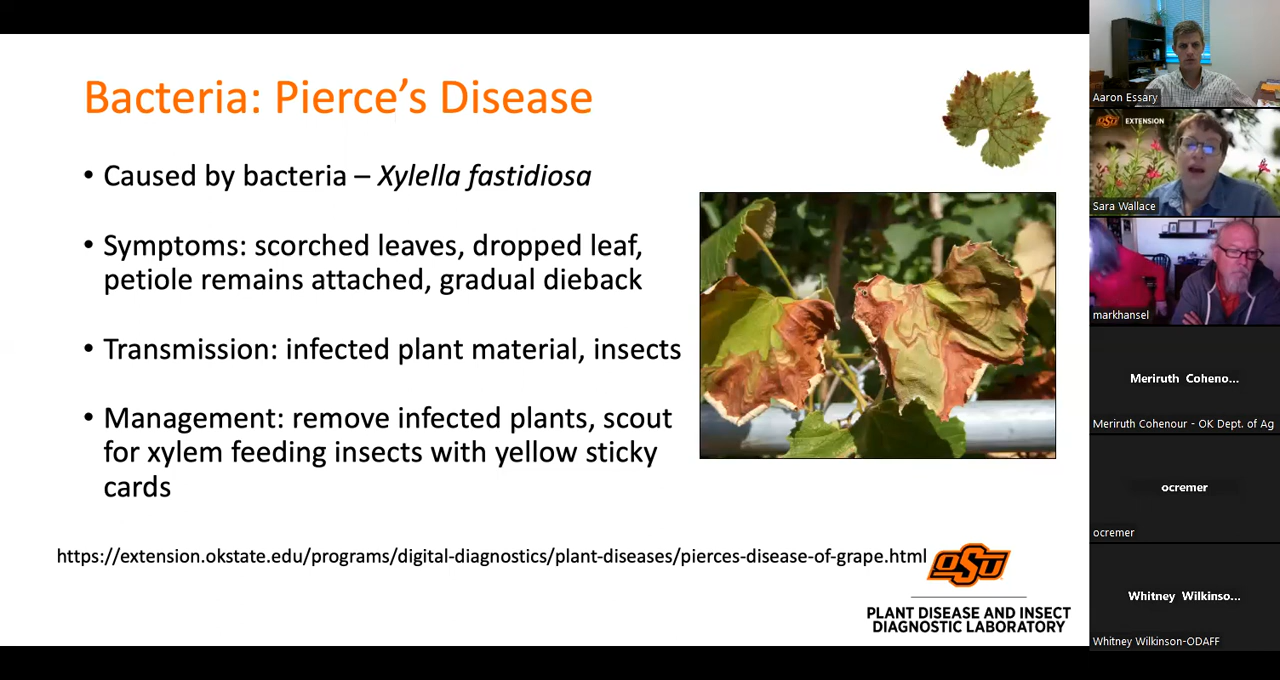 Bacteria: Pierce's Disease
• Caused by bacteria – Xylella fastidiosa
• Symptoms: scorched leaves, dropped leaf,
petiole remains attached, gradual dieback
• Transmission: infected plant material, insects
• Management: remove infected plants, scout
for xylem feeding insects with yellow sticky
cards
https://extension.okstate.edu/programs/digital-diagnostics/plant-diseases/pierces-disease-of-grape.html
OSU
PLANT DISEASE AND INSECT
DIAGNOSTIC LABORATORY
Aaron Essary
OSU EXTENSION
Sara Wallace
markhansel
Meriruth Coheno...
Meriruth Cohenour - OK Dept. of Ag
ocremer
ocremer
Whitney Wilkinso...
Whitney Wilkinson-ODAFF